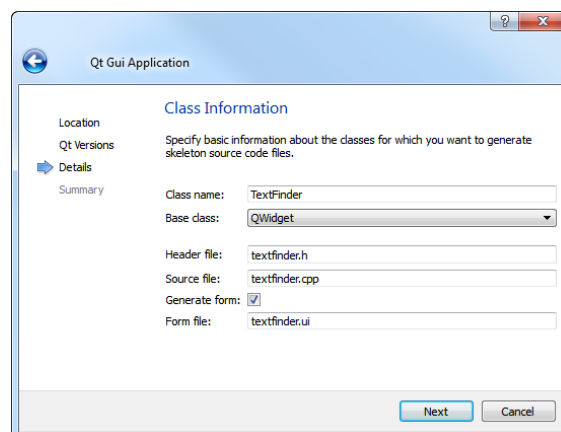 Qt Gui Application
Location
Qt Versions
Details
Summary
Class Information
Specify basic information about the classes for which you want to generate
skeleton source code files.
Class name: TextFinder
Base class: QWidget
Header file: textfinder.h
Source file: textfinder.cpp
Generate form:
Form file: textfinder.ui
Next Cancel